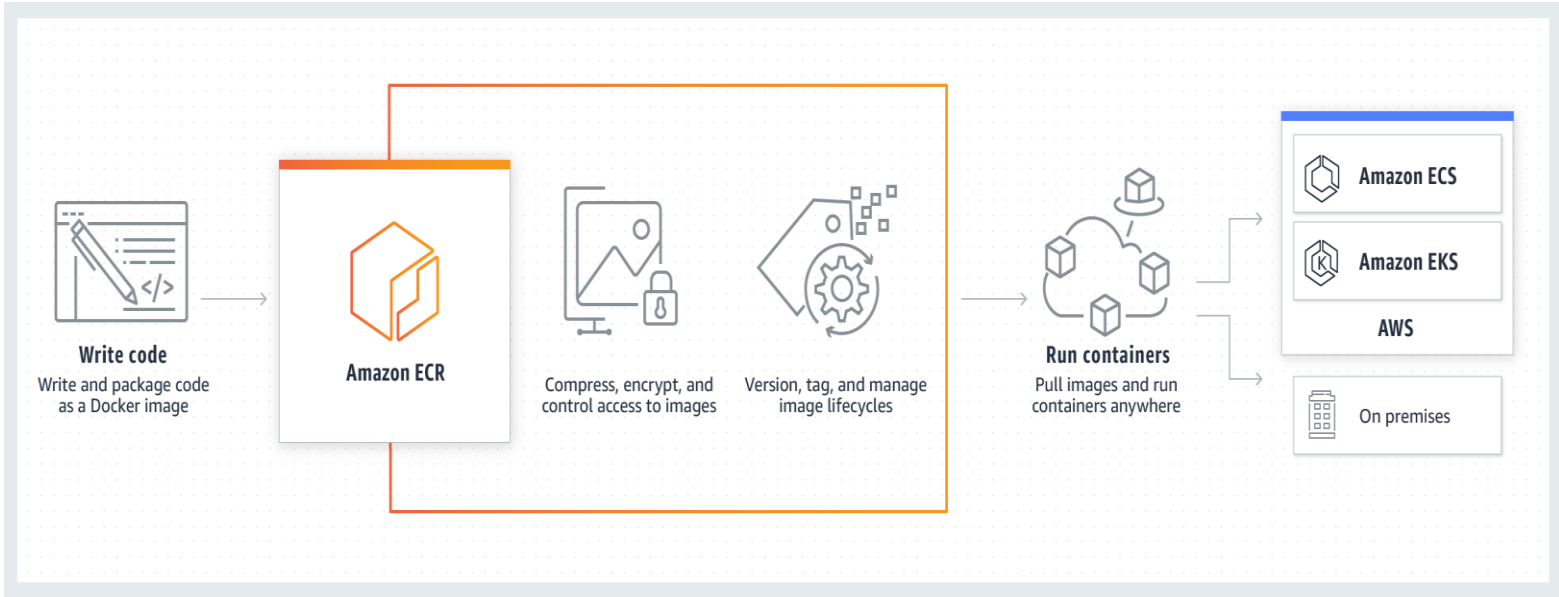 Write code
Write and package code
as a Docker image
Amazon ECR
Compress, encrypt, and
control access to images
Version, tag, and manage
image lifecycles
Run containers
Pull images and run
containers anywhere
Amazon ECS
K
Amazon EKS
AWS
On premises